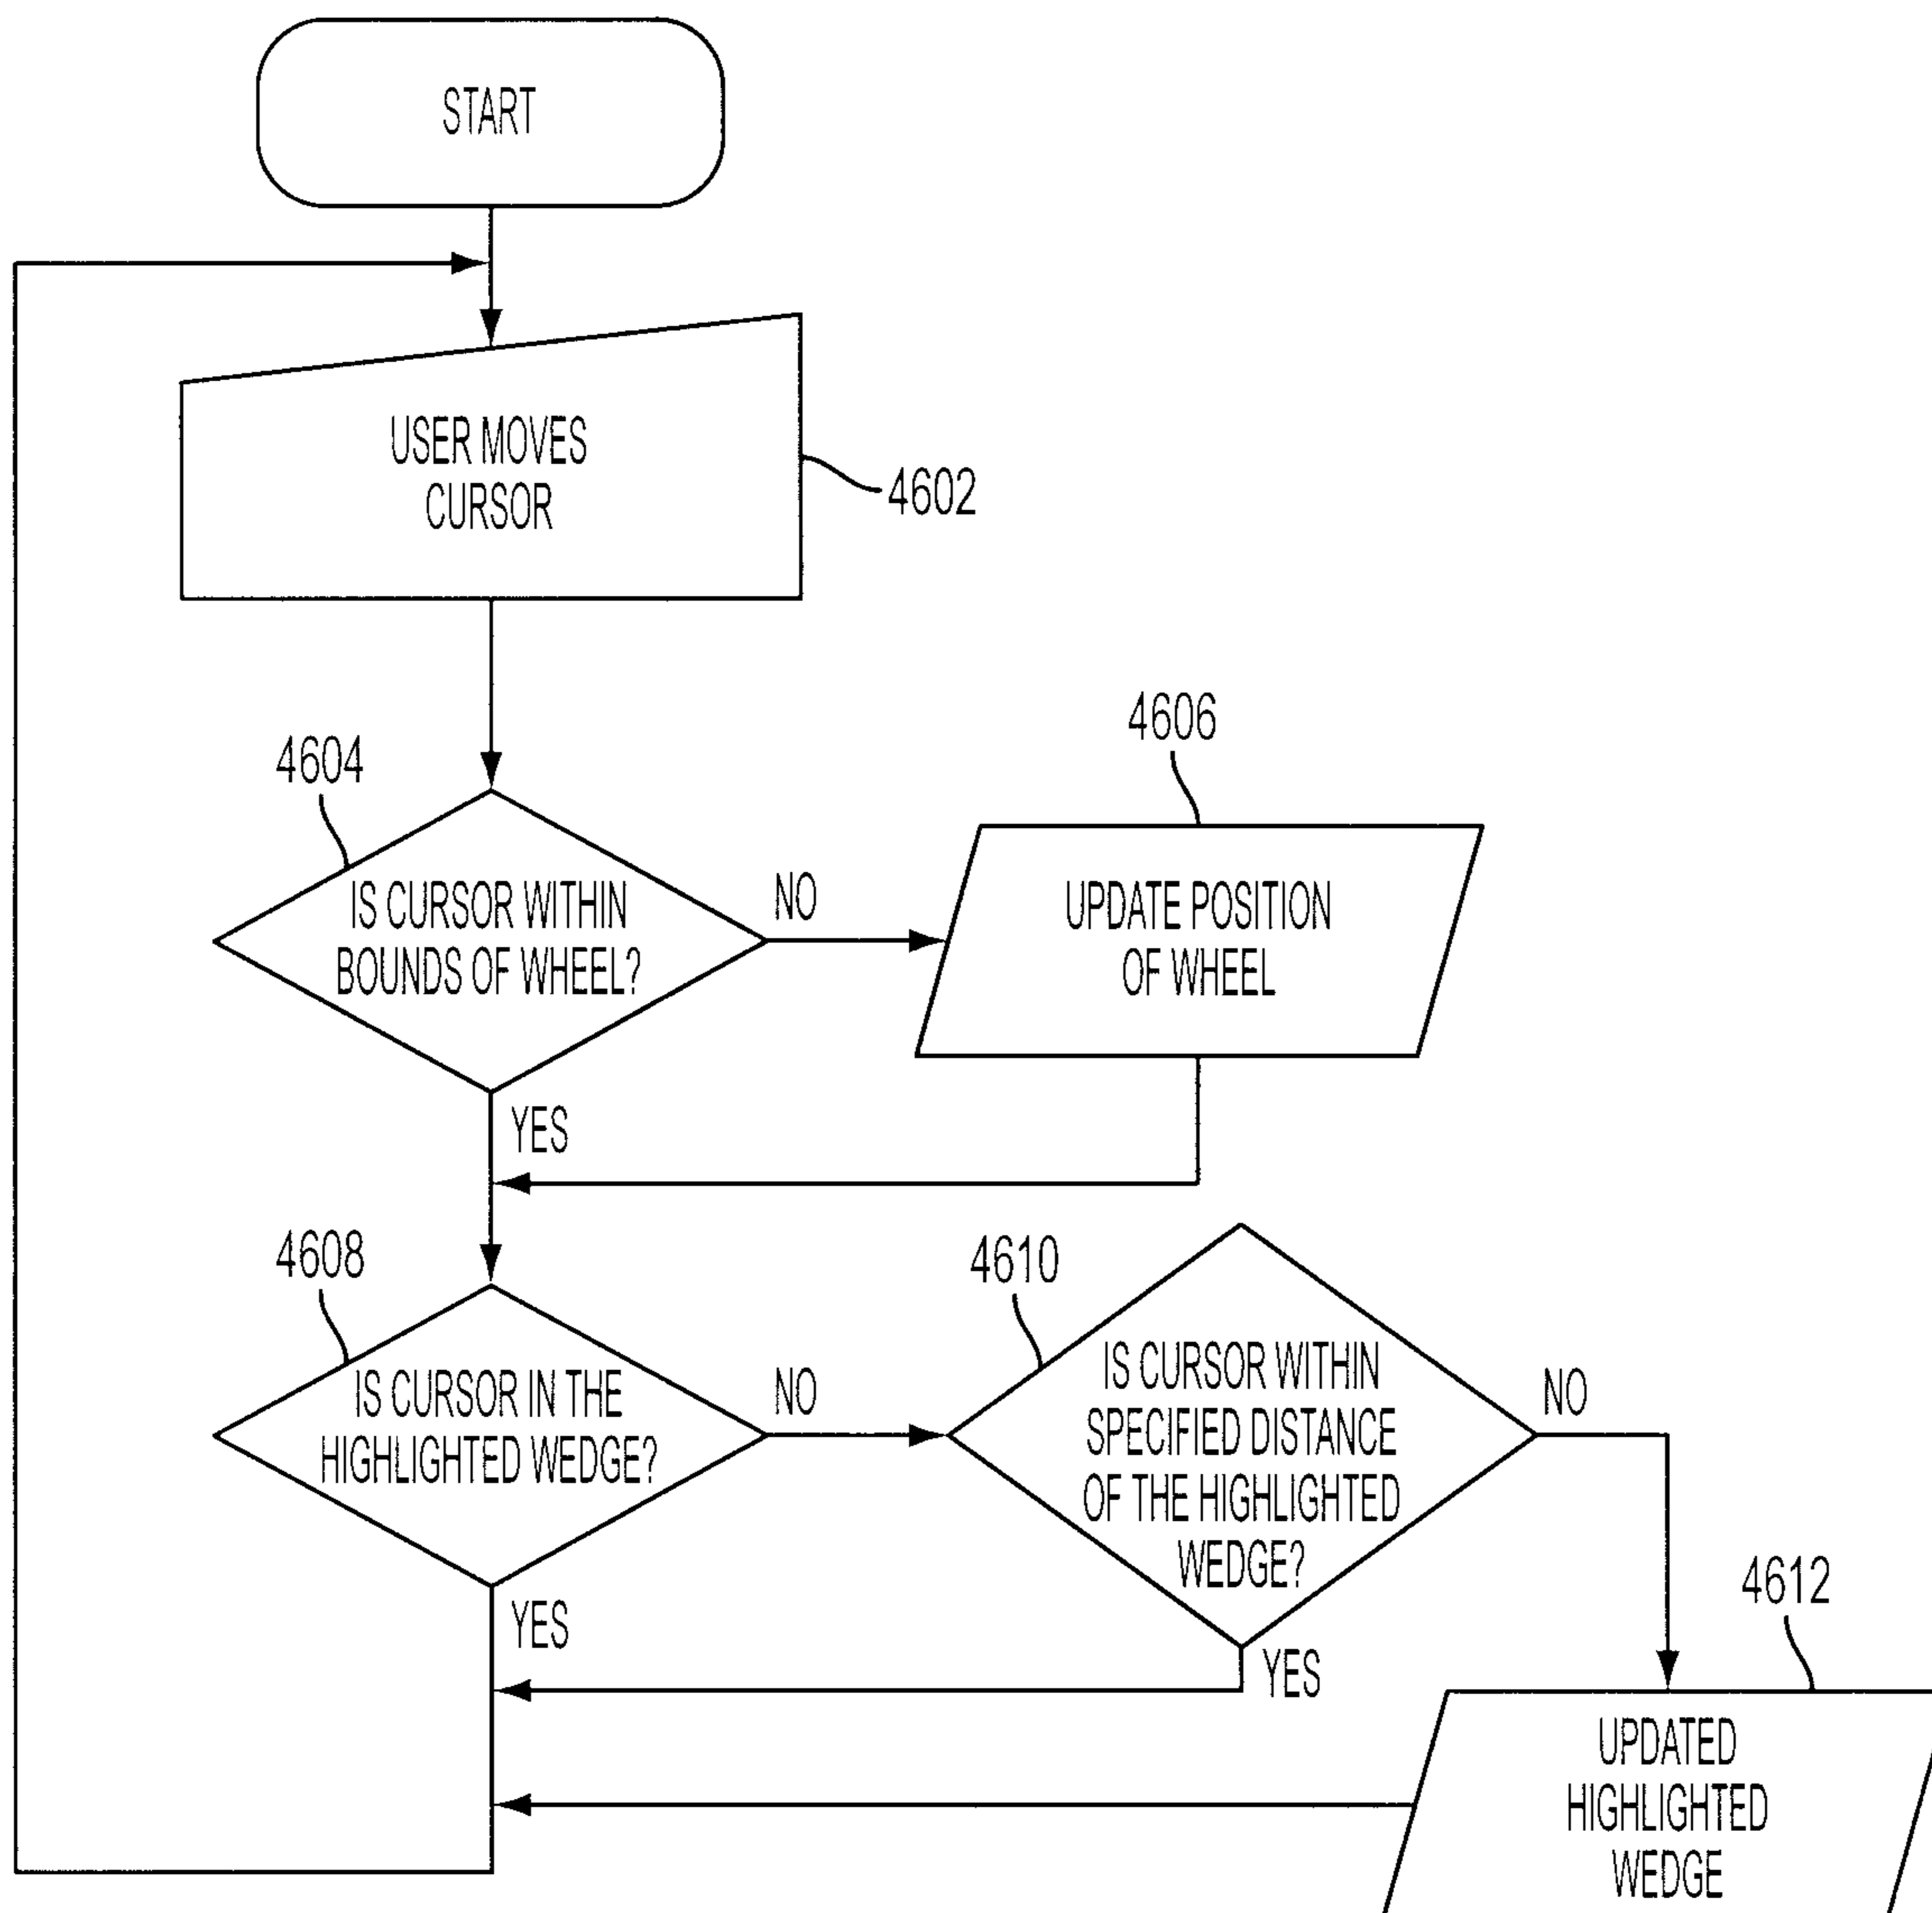 START
USER MOVES
CURSOR
4602
4604
IS CURSOR WITHIN
BOUNDS OF WHEEL?
NO
YES
4606
UPDATE POSITION
OF WHEEL
4608
IS CURSOR IN THE
HIGHLIGHTED WEDGE?
NO
YES
4610
IS CURSOR WITHIN
SPECIFIED DISTANCE
OF THE HIGHLIGHTED
WEDGE?
NO
YES
4612
UPDATED
HIGHLIGHTED
WEDGE